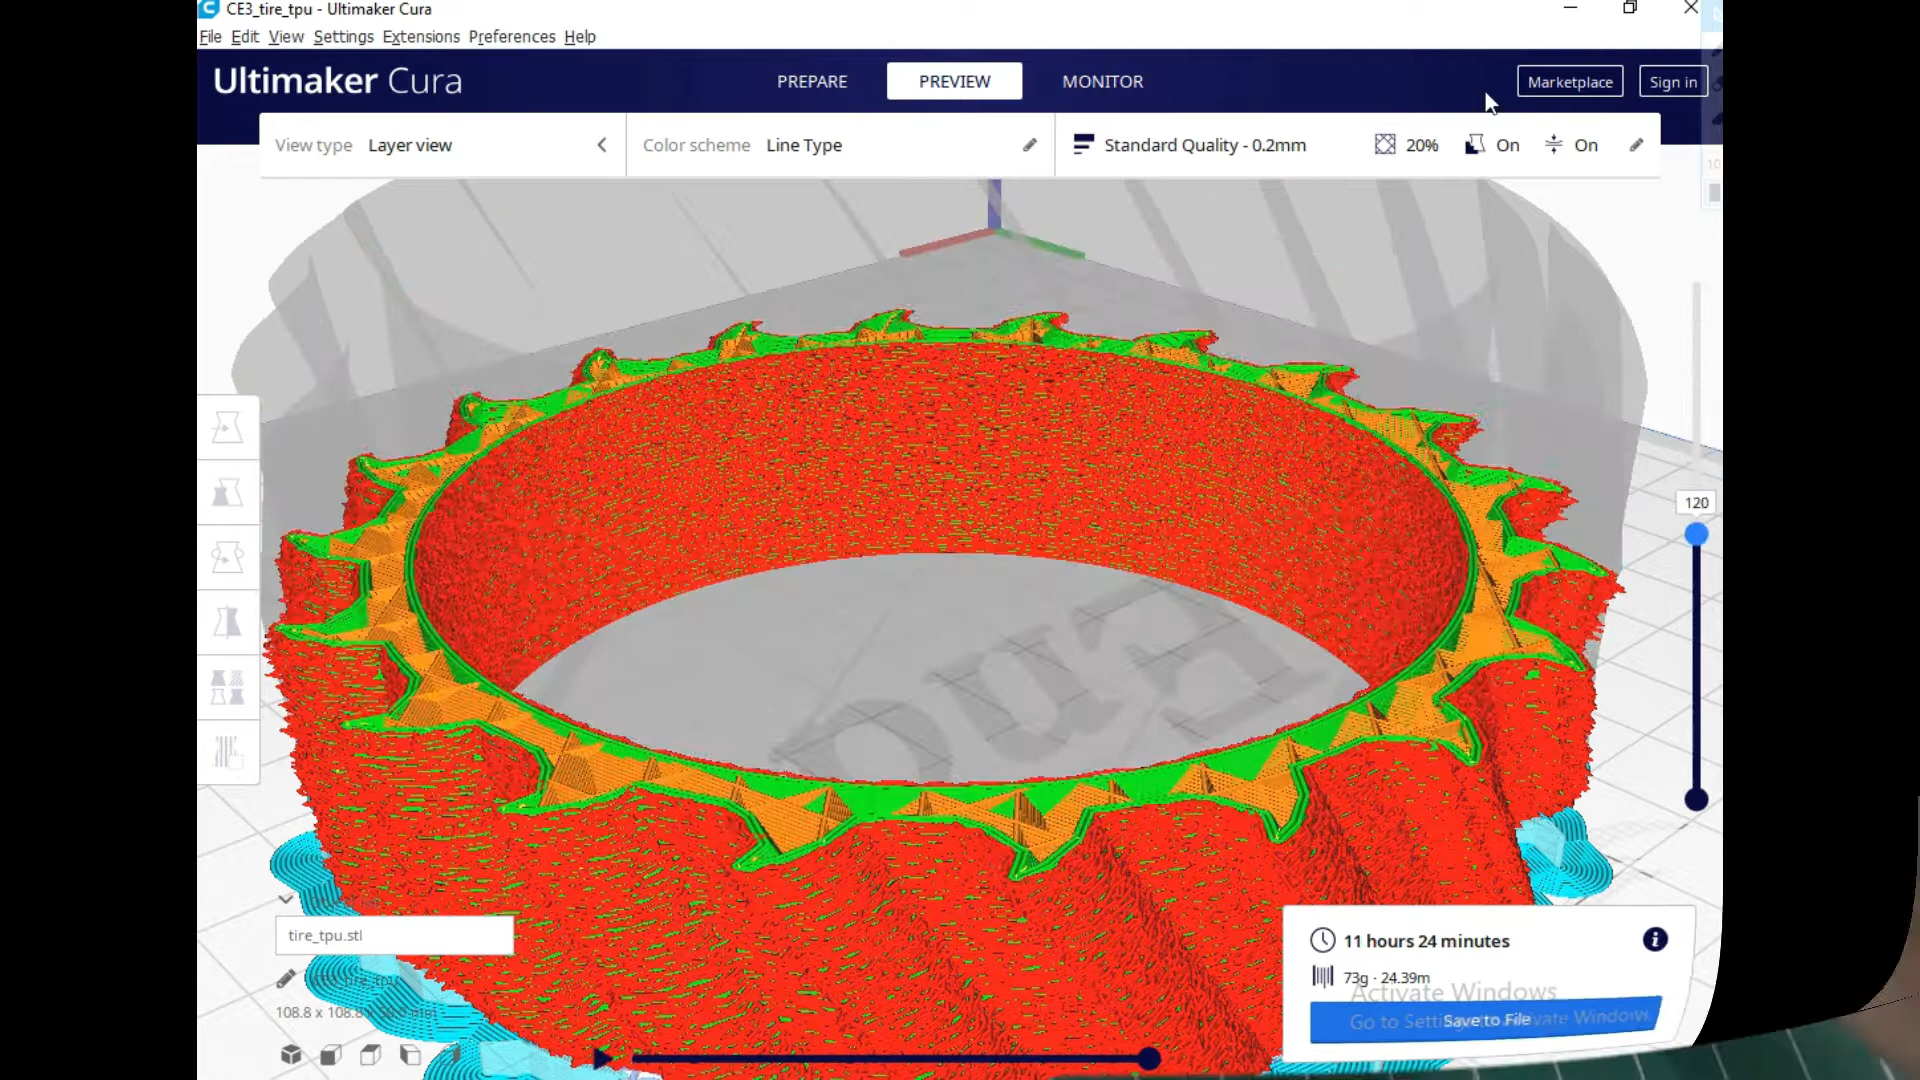 CE3_tire_tpu - Ultimaker Cura
File Edit View Settings Extensions Preferences Help
Ultimaker Cura
PREPARE
PREVIEW
MONITOR
Marketplace
Sign in
View type Layer view
Color scheme Line Type
Standard Quality - 0.2mm
20%
On
On
120
tire_tpu.stl
11 hours 24 minutes
73g - 24.39m
Activate Windows
Save to File